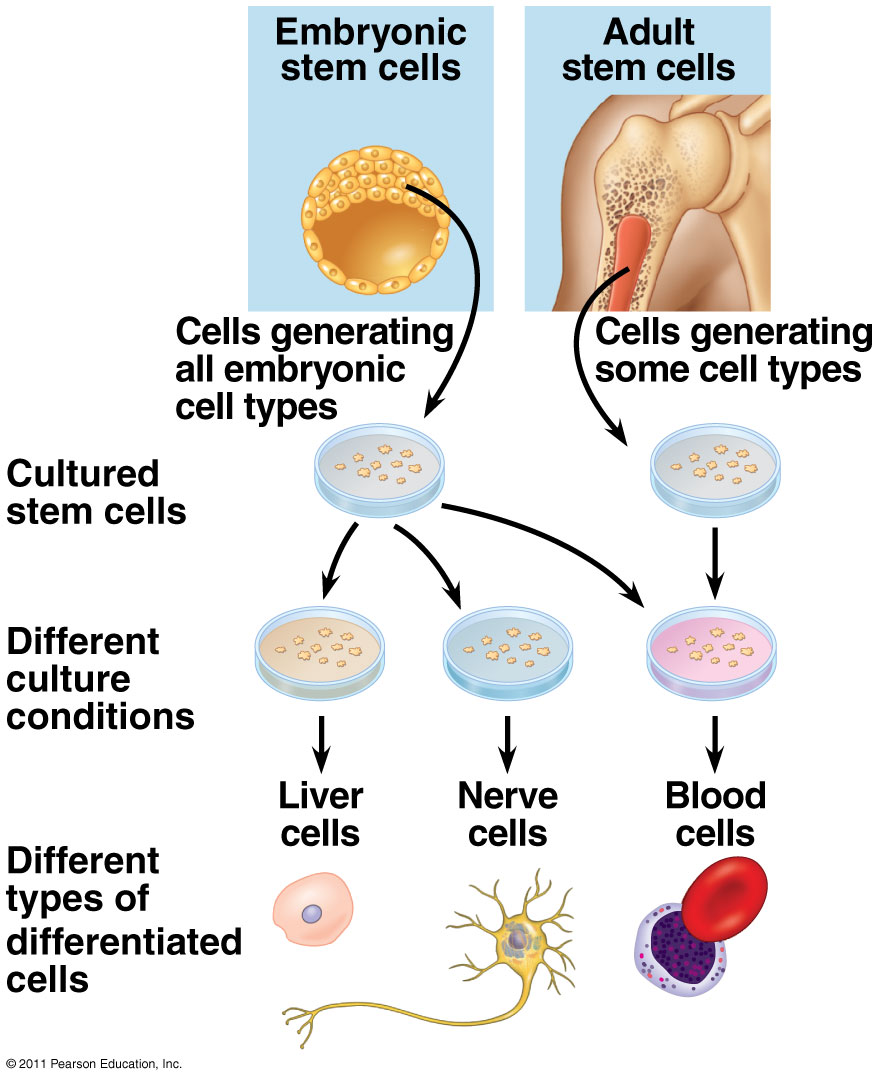 Embryonic
stem cells
Adult
stem cells
Cells generating
all embryonic
cell types
Cells generating
some cell types
Cultured
stem cells
Different
culture
conditions
Liver
cells
Nerve
cells
Blood
cells
Different
types of
differentiated
cells
© 2011 Pearson Education, Inc.